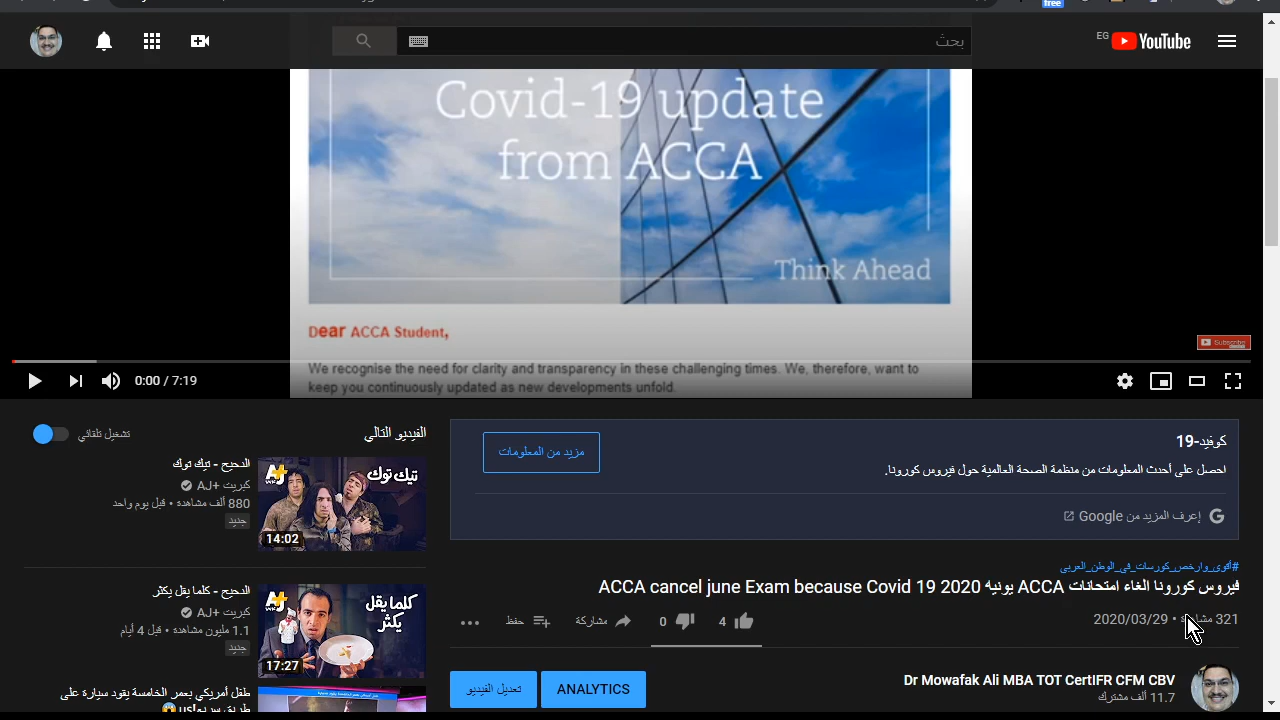 بحث
YouTube EG
Covid-19 update
from ACCA
Think Ahead
Dear ACCA Student,
We recognise the need for clarity and transparency in these challenging times. We, therefore, want to
keep you continuously updated as new developments unfold.
Subscribe
0:00 / 7:19
كوفيد-19
احصل على أحدث المعلومات من منظمة الصحة العالمية حول فيروس كورونا.
مزيد من المعلومات
إعرف المزيد من Google
#أقوى_وارخص_كورسات_في_الوطن_العربي
فيروس كورونا الغاء امتحانات ACCA يونية 2020 ACCA cancel june Exam because Covid 19
321 • 2020/03/29
4
0
مشاركة
حفظ
Dr Mowafak Ali MBA TOT CertIFR CFM CBV
11.7 ألف مشترك
ANALYTICS
تعديل الفيديو
الفيديو التالي
تشغيل تلقائي
تيك توك
14:02
الدحيح - تيك توك
كبريت +AJ
880 ألف مشاهدة • قبل يوم واحد
جديد
كلما يقل
يكثر
17:27
الدحيح - كلما يقل يكثر
كبريت +AJ
1.1 مليون مشاهدة • قبل 4 أيام
جديد
طفل أمريكي بعمر الخامسة يقود سيارة على